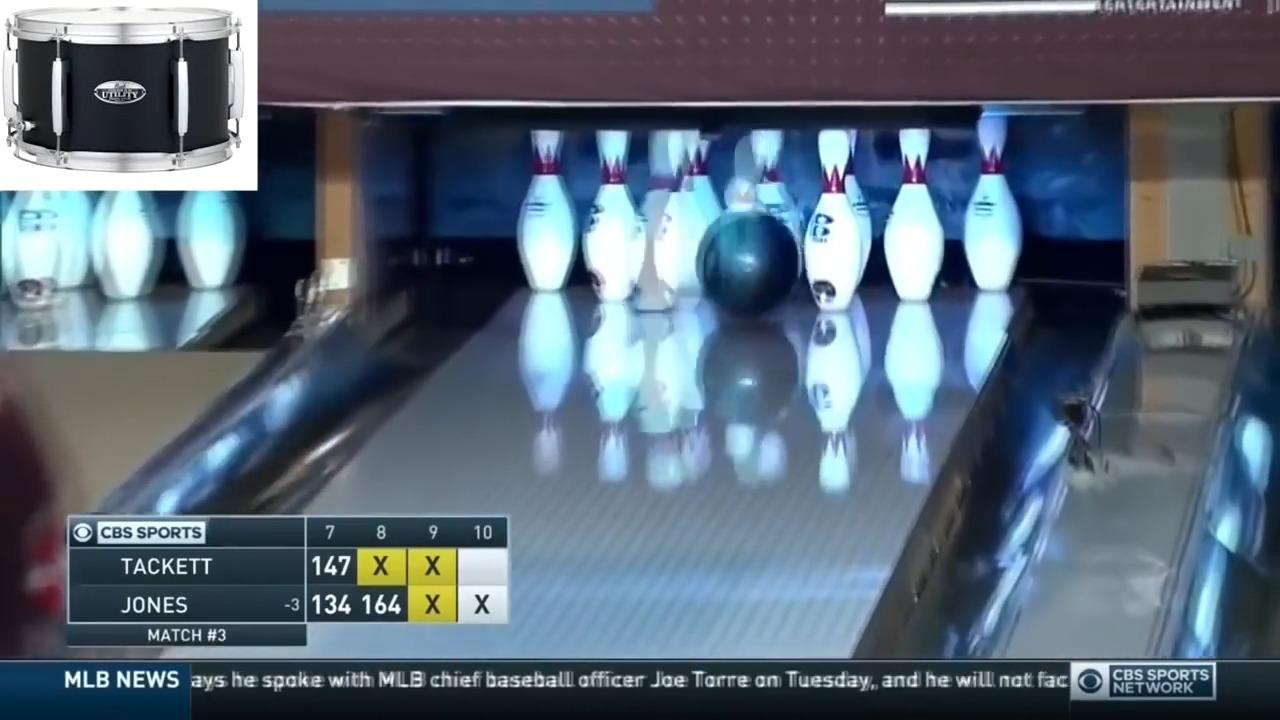 UTILITY
ENTERTAINMENT
CBS SPORTS 7 8 9 10
TACKETT 147 X X
JONES -3 134 164 X X
MATCH #3
MLB NEWS ays he spoke with MLB chief baseball officer Joe Torre on Tuesday, and he will not fac
CBS SPORTS
NETWORK